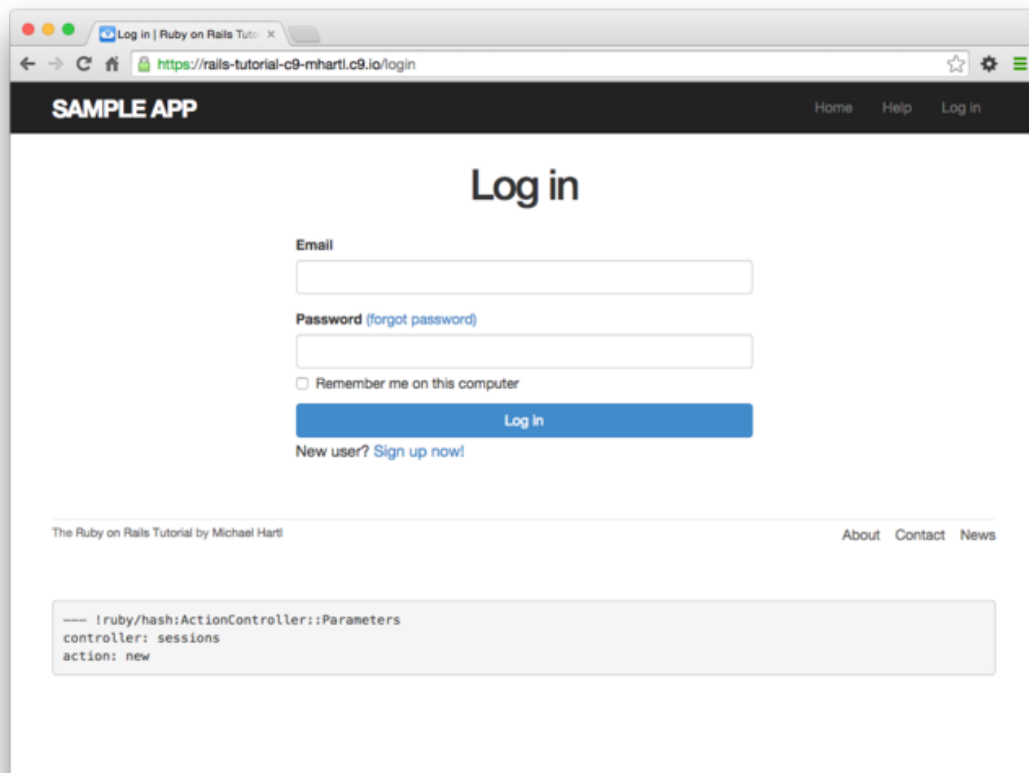 Log in | Ruby on Rails Tuto
https://rails-tutorial-c9-mhartl.c9.io/login
SAMPLE APP Home Help Log in
Log in
Email
Password (forgot password)
Remember me on this computer
Log in
New user? Sign up now!
The Ruby on Rails Tutorial by Michael Hartl About Contact News
--- !ruby/hash:ActionController::Parameters
controller: sessions
action: new